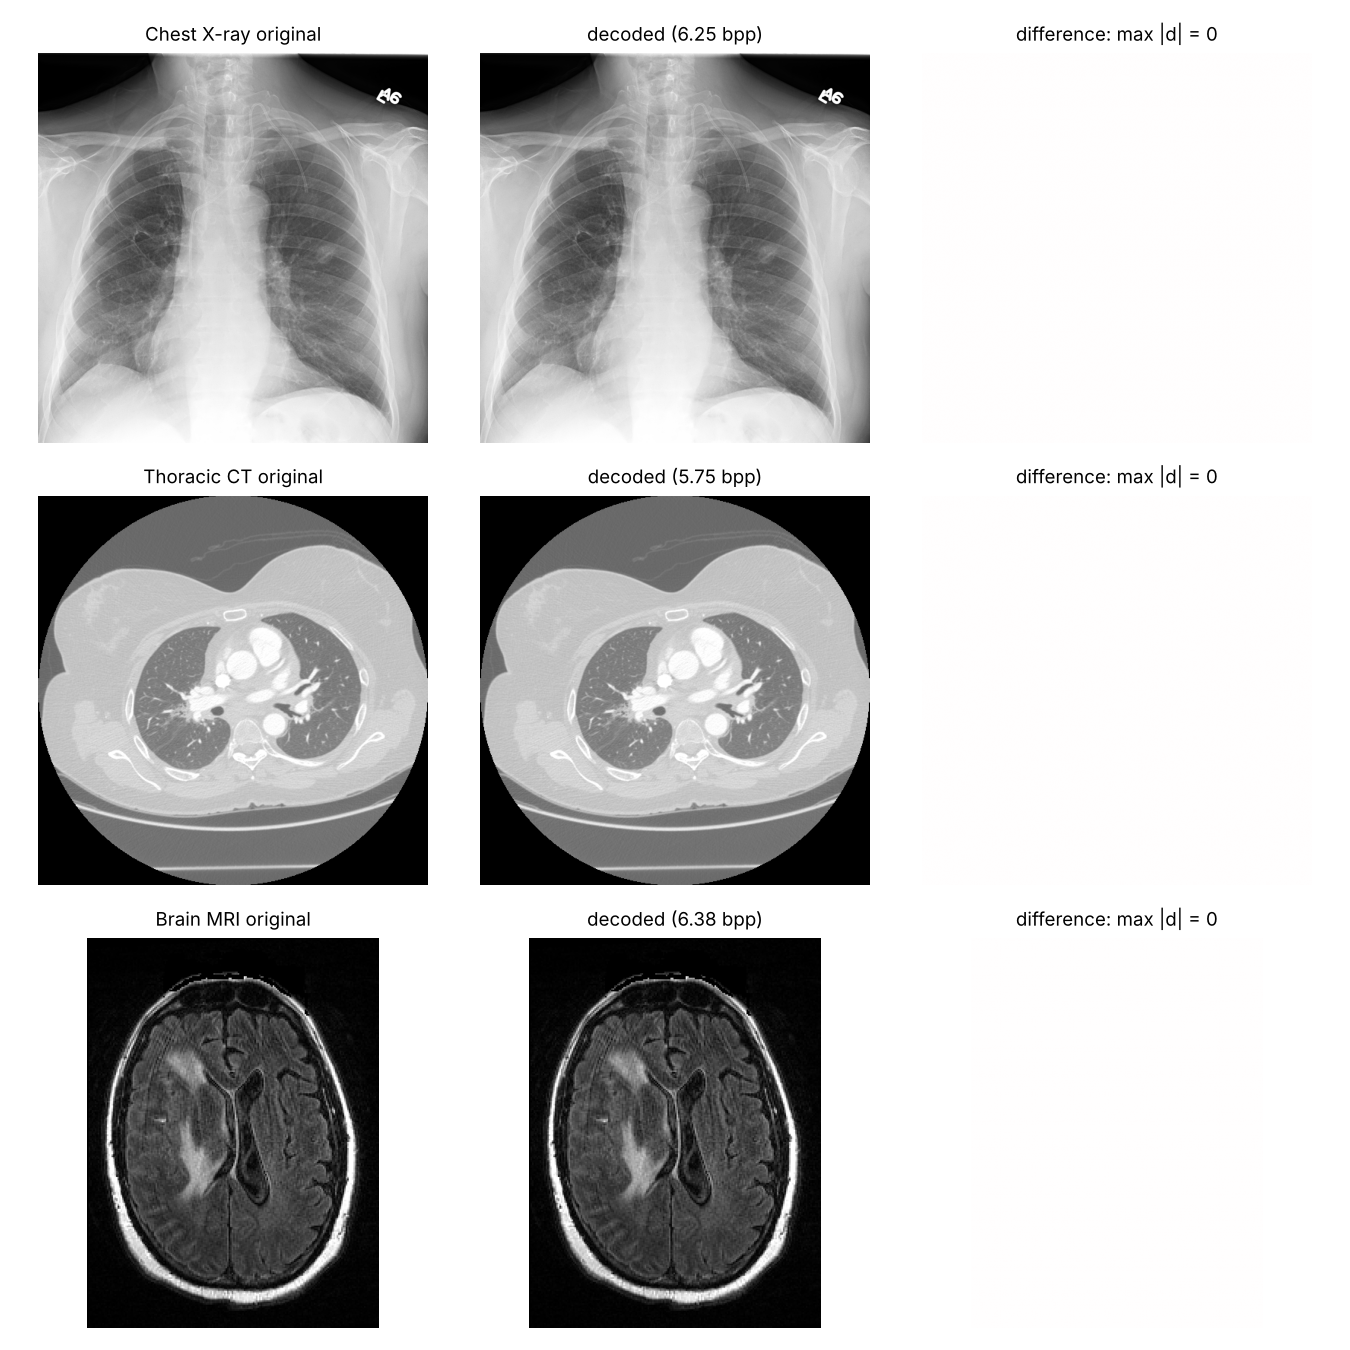 Chest X-ray original
decoded (6.25 bpp)
difference: max |d| = 0
Thoracic CT original
decoded (5.75 bpp)
difference: max |d| = 0
Brain MRI original
decoded (6.38 bpp)
difference: max |d| = 0